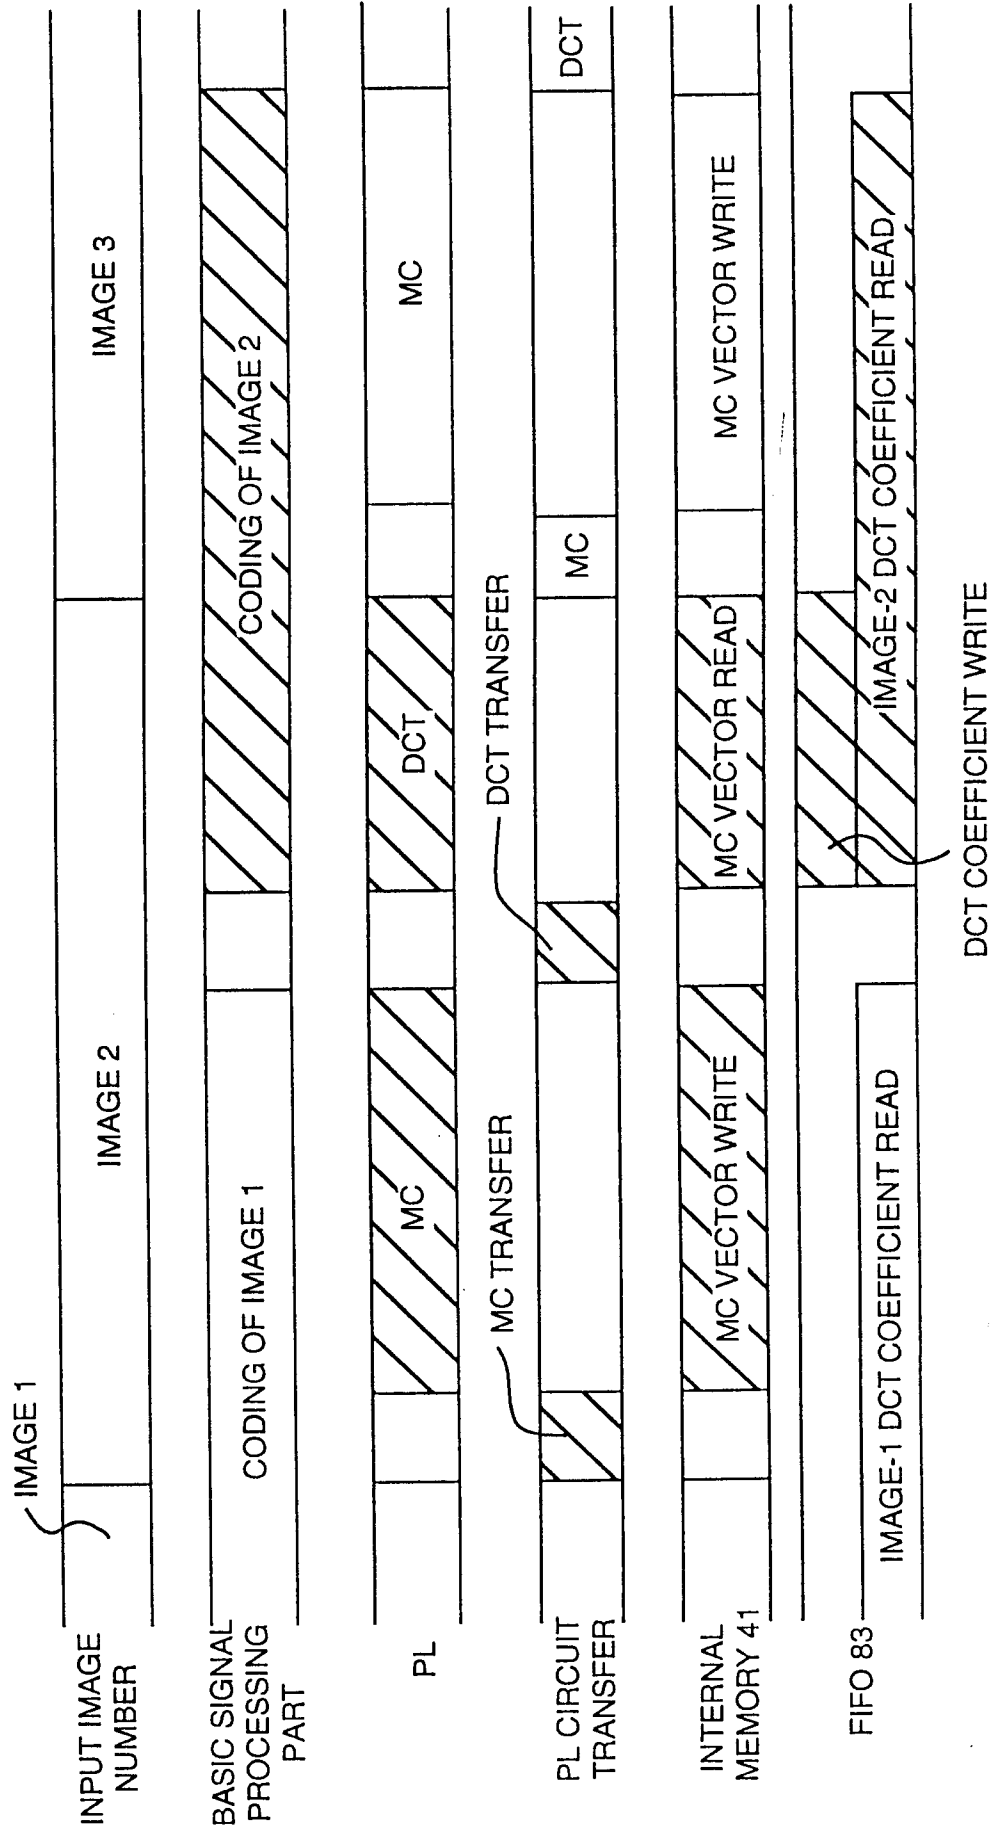 IMAGE 1
INPUT IMAGE
NUMBER
IMAGE 2
IMAGE 3
BASIC SIGNAL
PROCESSING
PART
CODING OF IMAGE 1
CODING OF IMAGE 2
PL
MC
DCT
MC
MC TRANSFER
DCT TRANSFER
PL CIRCUIT
TRANSFER
MC
DCT
INTERNAL
MEMORY 41
MC VECTOR WRITE
MC VECTOR READ
MC VECTOR WRITE
FIFO 83
IMAGE-1 DCT COEFFICIENT READ
IMAGE-2 DCT COEFFICIENT READ
DCT COEFFICIENT WRITE